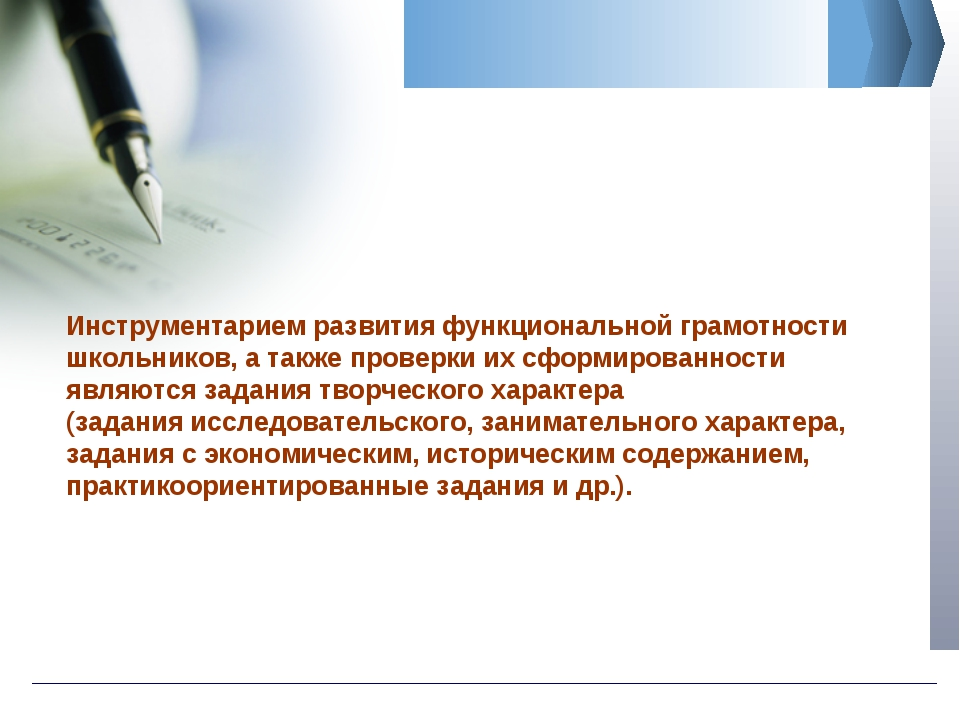 Инструментарием развития функциональной грамотности
школьников, а также проверки их сформированности
являются задания творческого характера
(задания исследовательского, занимательного характера,
задания с экономическим, историческим содержанием,
практикоориентированные задания и др.).